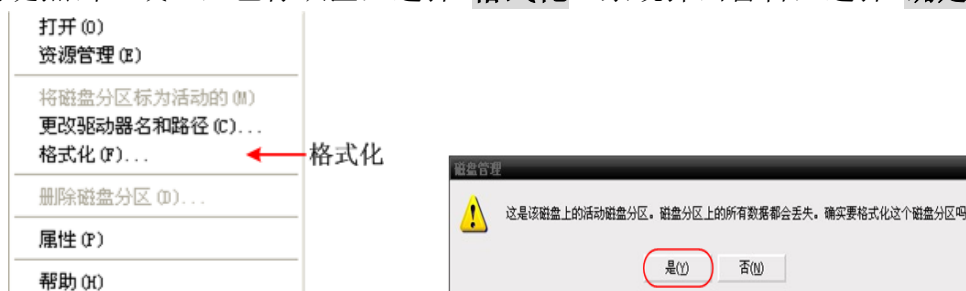 打开(O)
资源管理(E)
将磁盘分区标为活动的(M)
更改驱动器名和路径(C)...
格式化(F)...
格式化
删除磁盘分区(D)...
属性(P)
帮助(H)
磁盘管理
这是该磁盘上的活动磁盘分区。磁盘分区上的所有数据都会丢失。确实要格式化这个磁盘分区吗
是(Y)
否(N)